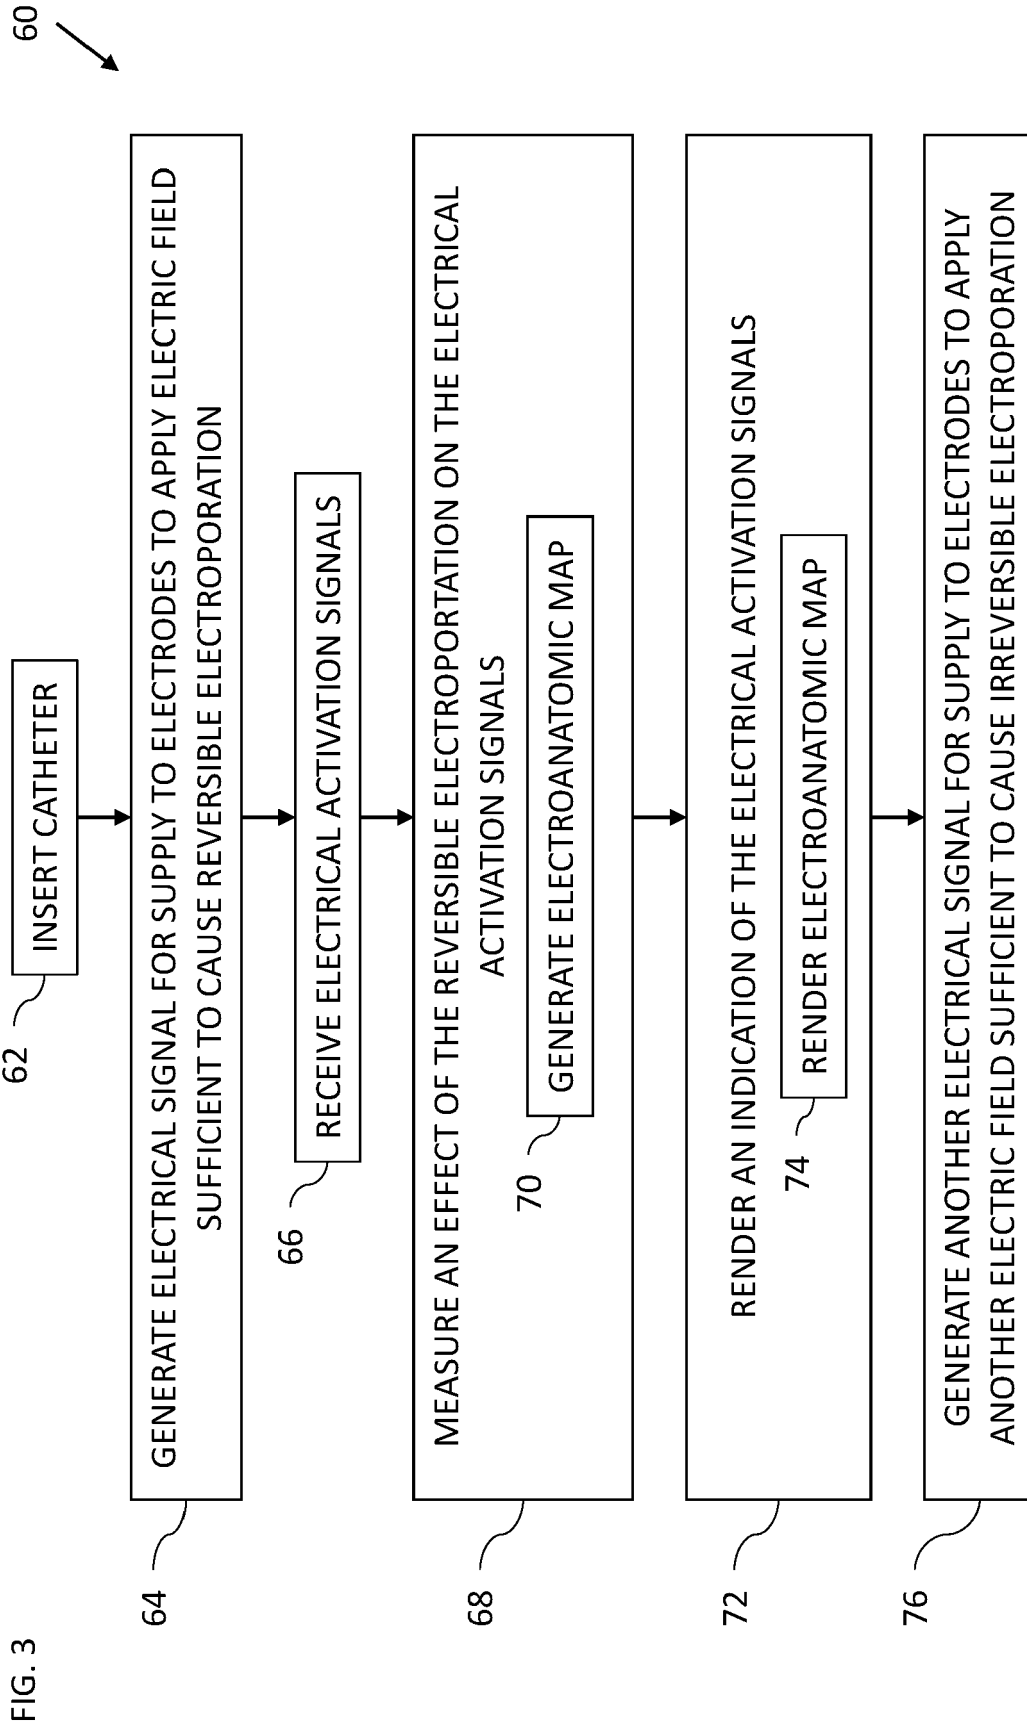 60
62
INSERT CATHETER
64
GENERATE ELECTRICAL SIGNAL FOR SUPPLY TO ELECTRODES TO APPLY ELECTRIC FIELD
SUFFICIENT TO CAUSE REVERSIBLE ELECTROPORATION
66
RECEIVE ELECTRICAL ACTIVATION SIGNALS
68
MEASURE AN EFFECT OF THE REVERSIBLE ELECTROPORTATION ON THE ELECTRICAL
ACTIVATION SIGNALS
70
GENERATE ELECTROANATOMIC MAP
72
RENDER AN INDICATION OF THE ELECTRICAL ACTIVATION SIGNALS
74
RENDER ELECTROANATOMIC MAP
76
GENERATE ANOTHER ELECTRICAL SIGNAL FOR SUPPLY TO ELECTRODES TO APPLY
ANOTHER ELECTRIC FIELD SUFFICIENT TO CAUSE IRREVERSIBLE ELECTROPORATION
FIG. 3